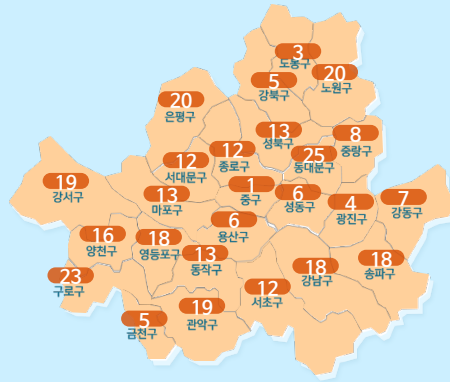 3
도봉구
20
노원구
5
강북구
20
은평구
13
성북구
8
중랑구
12
종로구
25
동대문구
12
서대문구
19
강서구
13
마포구
1
중구
6
성동구
4
광진구
7
강동구
6
용산구
16
양천구
18
영등포구
13
동작구
18
강남구
18
송파구
23
구로구
12
서초구
19
관악구
5
금천구